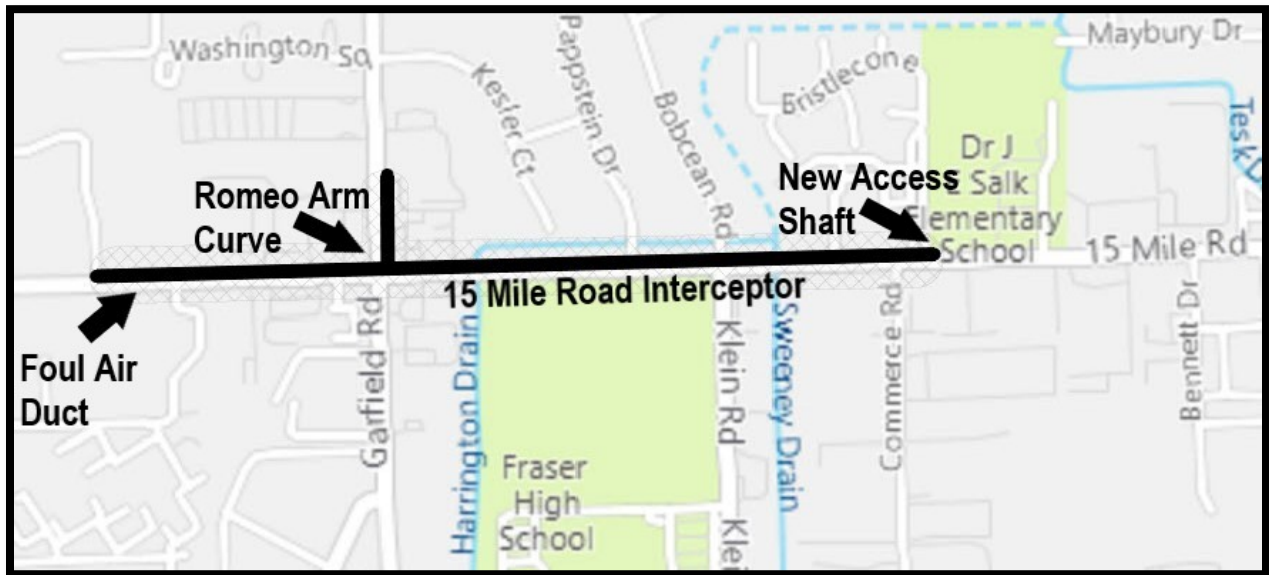 Washington Sq
Kesler Ct
Pappstein Dr
Bobcean Rd
Bristlecone
Maybury Dr
Dr J
E Salk
Elementary
School
Romeo Arm
Curve
New Access
Shaft
15 Mile Rd
15 Mile Road Interceptor
Foul Air
Duct
Garfield Rd
Harrington Drain
Klein Rd
Sweeney Drain
Commerce Rd
Bennett Dr
Fraser
High
School